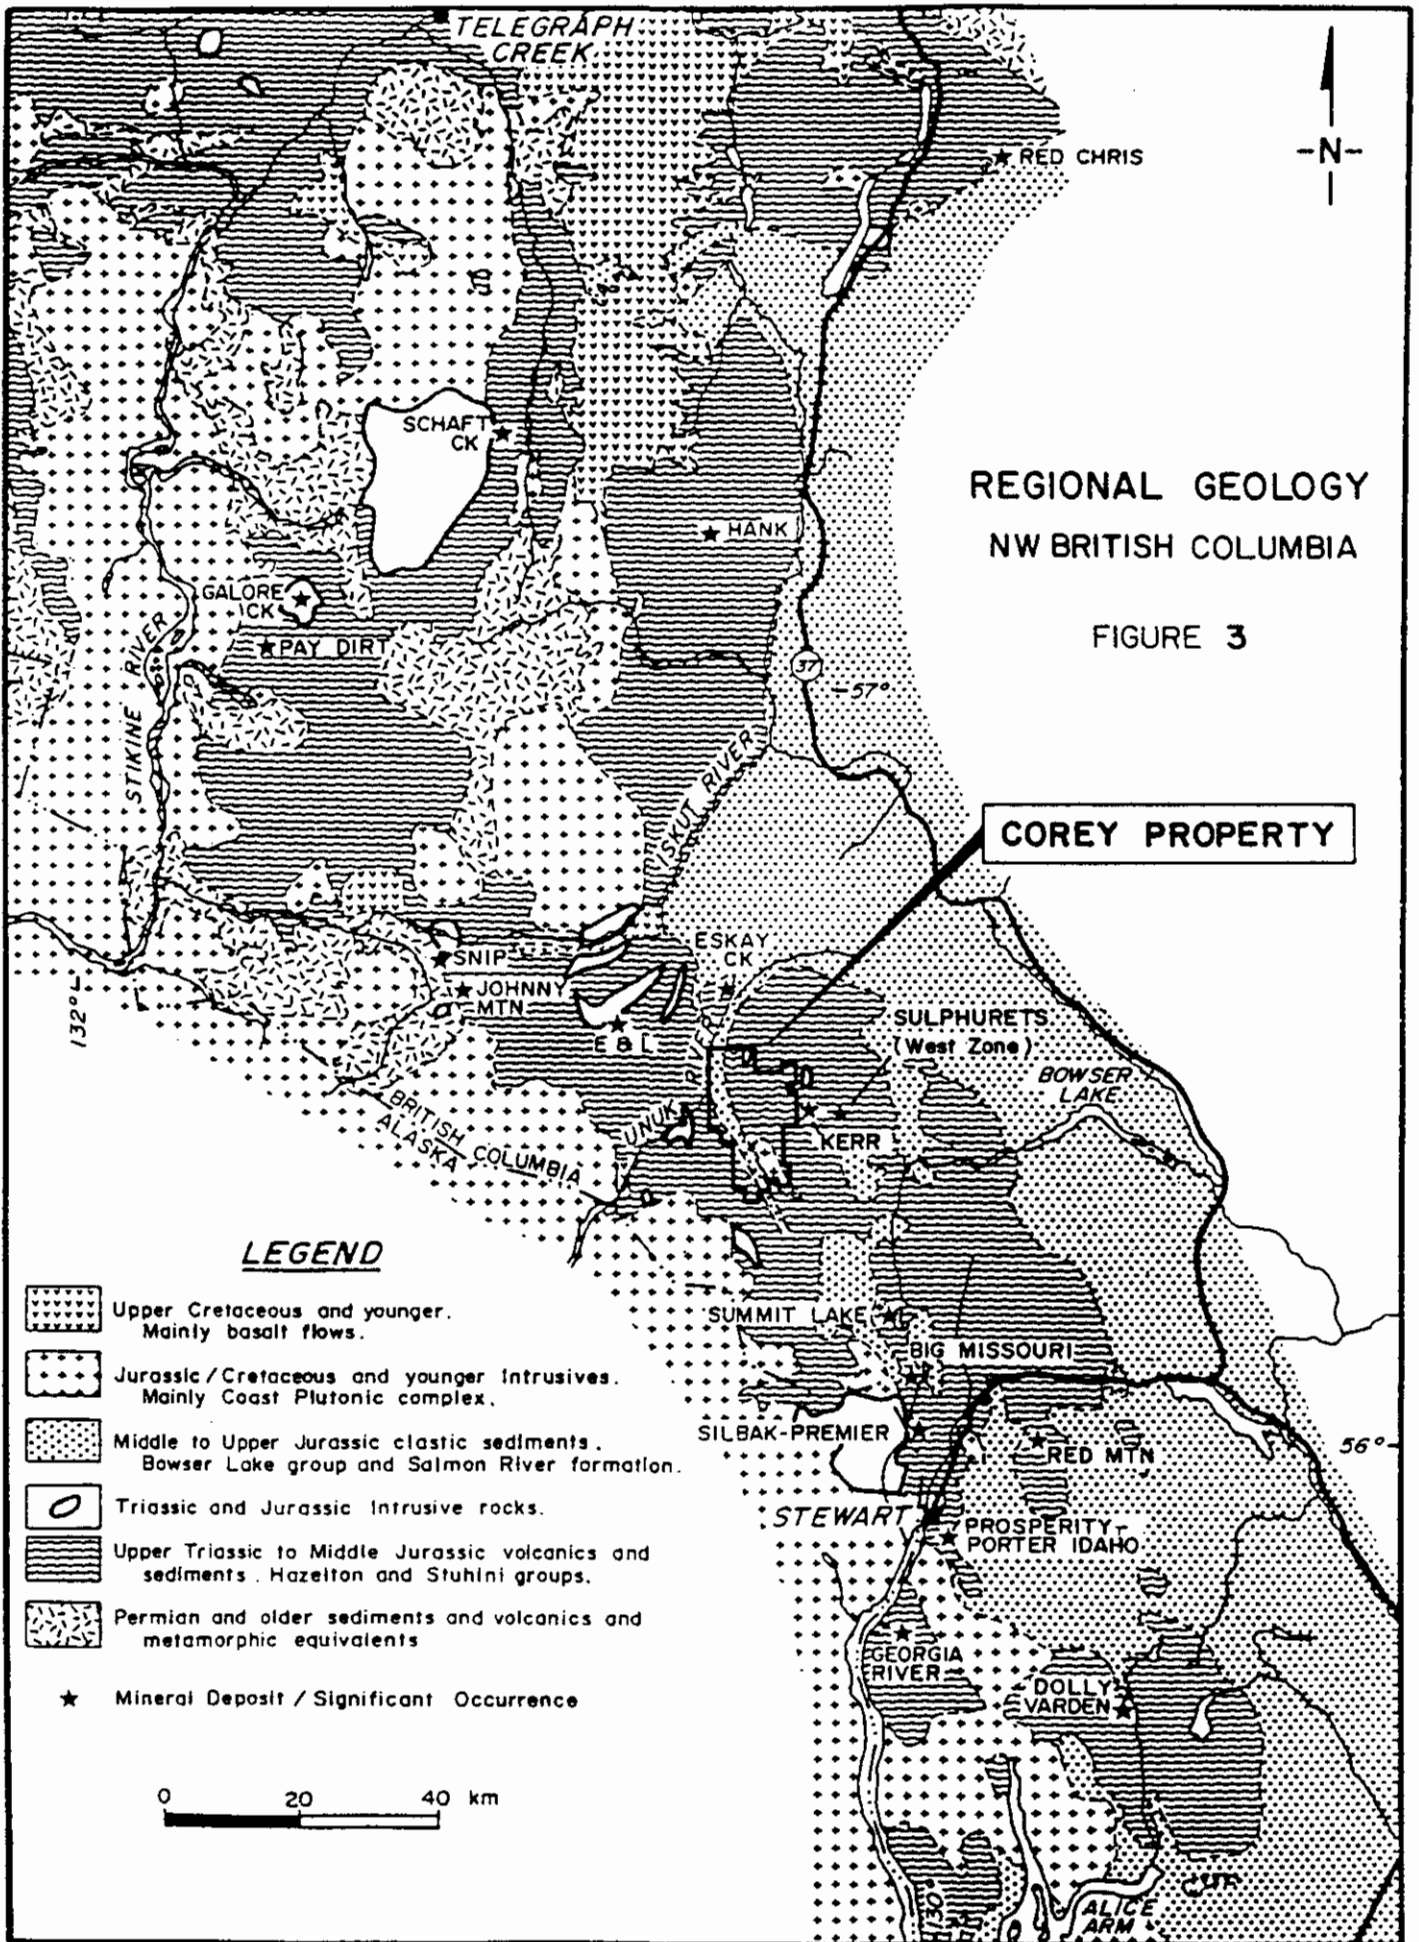 TELEGRAPH
CREEK
-N-
RED CHRIS
SCHAFT
CK
HANK
REGIONAL GEOLOGY
NW BRITISH COLUMBIA
FIGURE 3
GALORE
CK
PAY DIRT
STIKINE RIVER
37
57°
ISKUT RIVER
COREY PROPERTY
SNIP
JOHNNY
MTN
ESKAY
CK
E & L
132°
SULPHURETS
(West Zone)
BOWSER
LAKE
UNUK RIVER
KERR
BRITISH COLUMBIA
ALASKA
SUMMIT LAKE
BIG MISSOURI
SILBAK-PREMIER
RED MTN
56°
STEWART
PROSPERITY-
PORTER IDAHO
GEORGIA
RIVER
DOLLY
VARDEN
130°
ALICE
ARM
LEGEND
Upper Cretaceous and younger.
Mainly basalt flows.
Jurassic/Cretaceous and younger Intrusives.
Mainly Coast Plutonic complex.
Middle to Upper Jurassic clastic sediments.
Bowser Lake group and Salmon River formation.
Triassic and Jurassic Intrusive rocks.
Upper Triassic to Middle Jurassic volcanics and
sediments. Hazelton and Stuhini groups.
Permian and older sediments and volcanics and
metamorphic equivalents
★ Mineral Deposit / Significant Occurrence
0 20 40 km